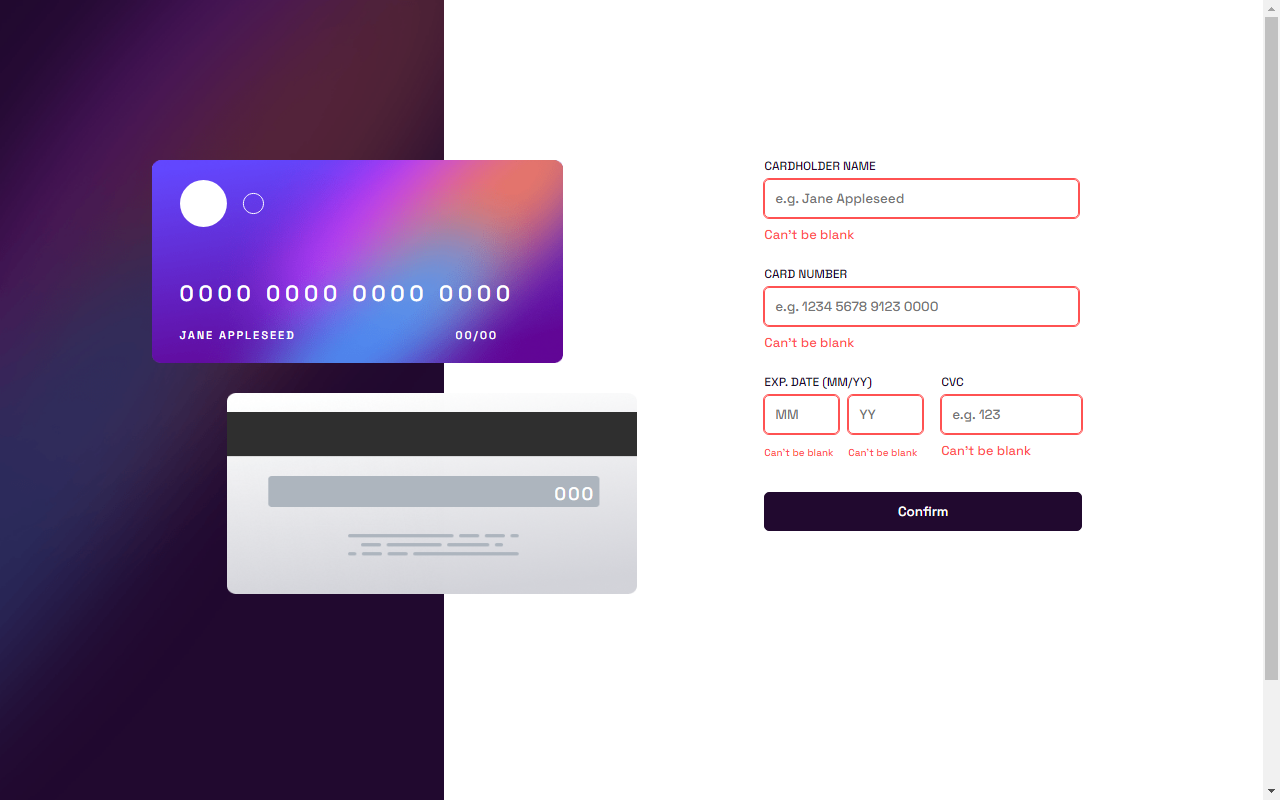 0000 0000 0000 0000
JANE APPLESEED 00/00
000
CARDHOLDER NAME
e.g. Jane Appleseed
Can't be blank
CARD NUMBER
e.g. 1234 5678 9123 0000
Can't be blank
EXP. DATE (MM/YY) CVC
MM YY e.g. 123
Can't be blank Can't be blank Can't be blank
Confirm